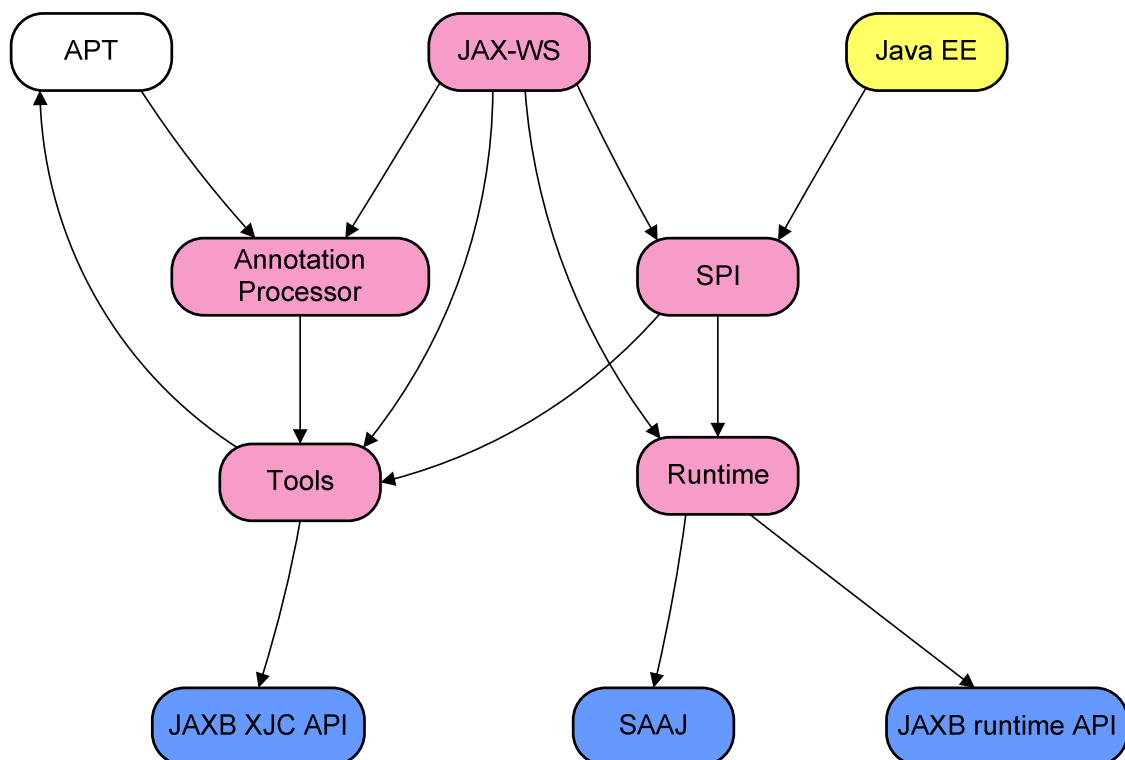 APT
JAX-WS
Java EE
Annotation
Processor
SPI
Tools
Runtime
JAXB XJC API
SAAJ
JAXB runtime API